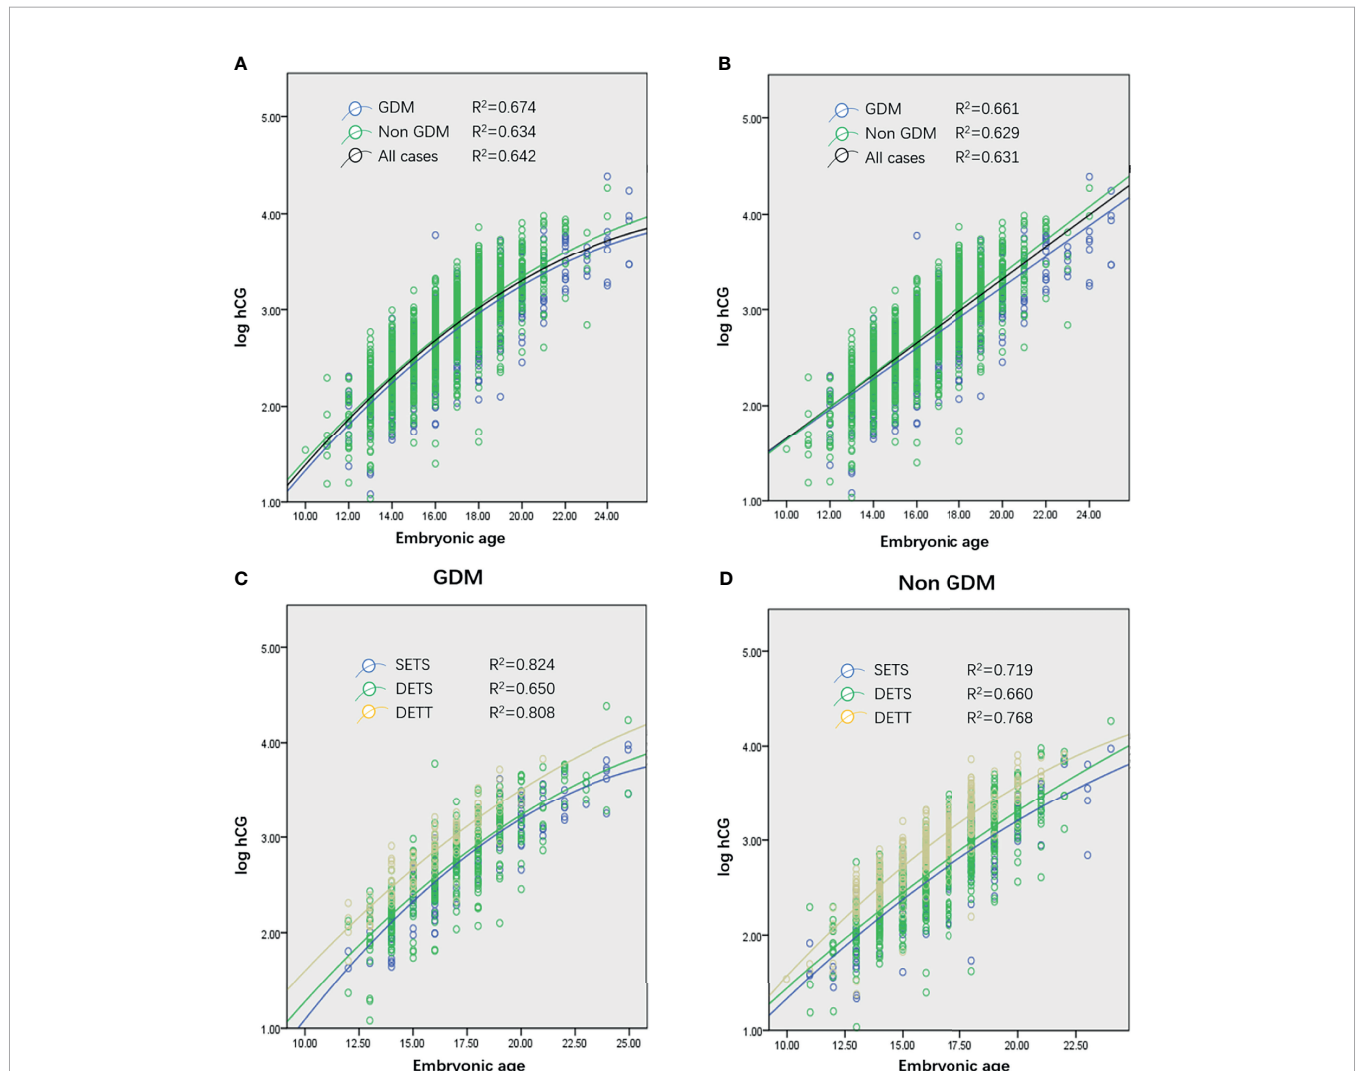 A
GDM R²=0.674
Non GDM R²=0.634
All cases R²=0.642
5.00
4.00
3.00
2.00
1.00
log hCG
10.00 12.00 14.00 16.00 18.00 20.00 22.00 24.00
Embryonic age
B
GDM R²=0.661
Non GDM R²=0.629
All cases R²=0.631
5.00
4.00
3.00
2.00
1.00
log hCG
10.00 12.00 14.00 16.00 18.00 20.00 22.00 24.00
Embryonic age
C
GDM
SETS R²=0.824
DETS R²=0.650
DETT R²=0.808
5.00
4.00
3.00
2.00
1.00
log hCG
10.00 12.50 15.00 17.50 20.00 22.50 25.00
Embryonic age
D
Non GDM
SETS R²=0.719
DETS R²=0.660
DETT R²=0.768
5.00
4.00
3.00
2.00
1.00
log hCG
10.00 12.50 15.00 17.50 20.00 22.50
Embryonic age